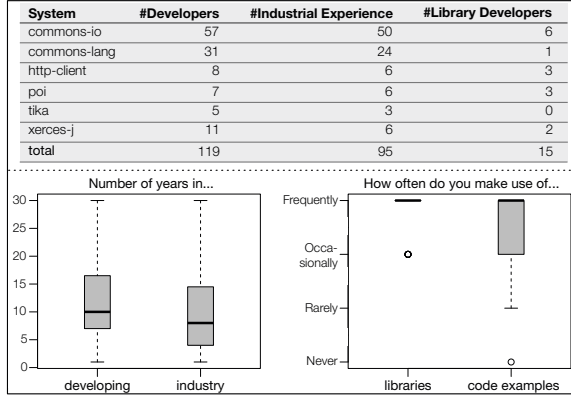 System #Developers #Industrial Experience #Library Developers
commons-io 57 50 6
commons-lang 31 24 1
http-client 8 6 3
poi 7 6 3
tika 5 3 0
xerces-j 11 6 2
total 119 95 15
Number of years in...
30
25
20
15
10
5
0
developing industry
How often do you make use of...
Frequently
Occa-
sionally
Rarely
Never
libraries code examples